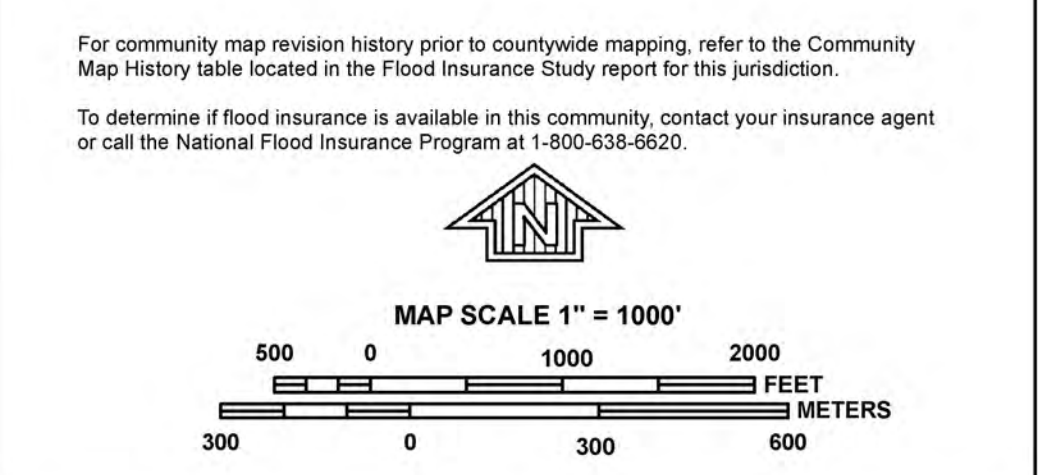 For community map revision history prior to countywide mapping, refer to the Community
Map History table located in the Flood Insurance Study report for this jurisdiction.
To determine if flood insurance is available in this community, contact your insurance agent
or call the National Flood Insurance Program at 1-800-638-6620.
N
MAP SCALE 1" = 1000'
500 0 1000 2000
FEET
METERS
300 0 300 600